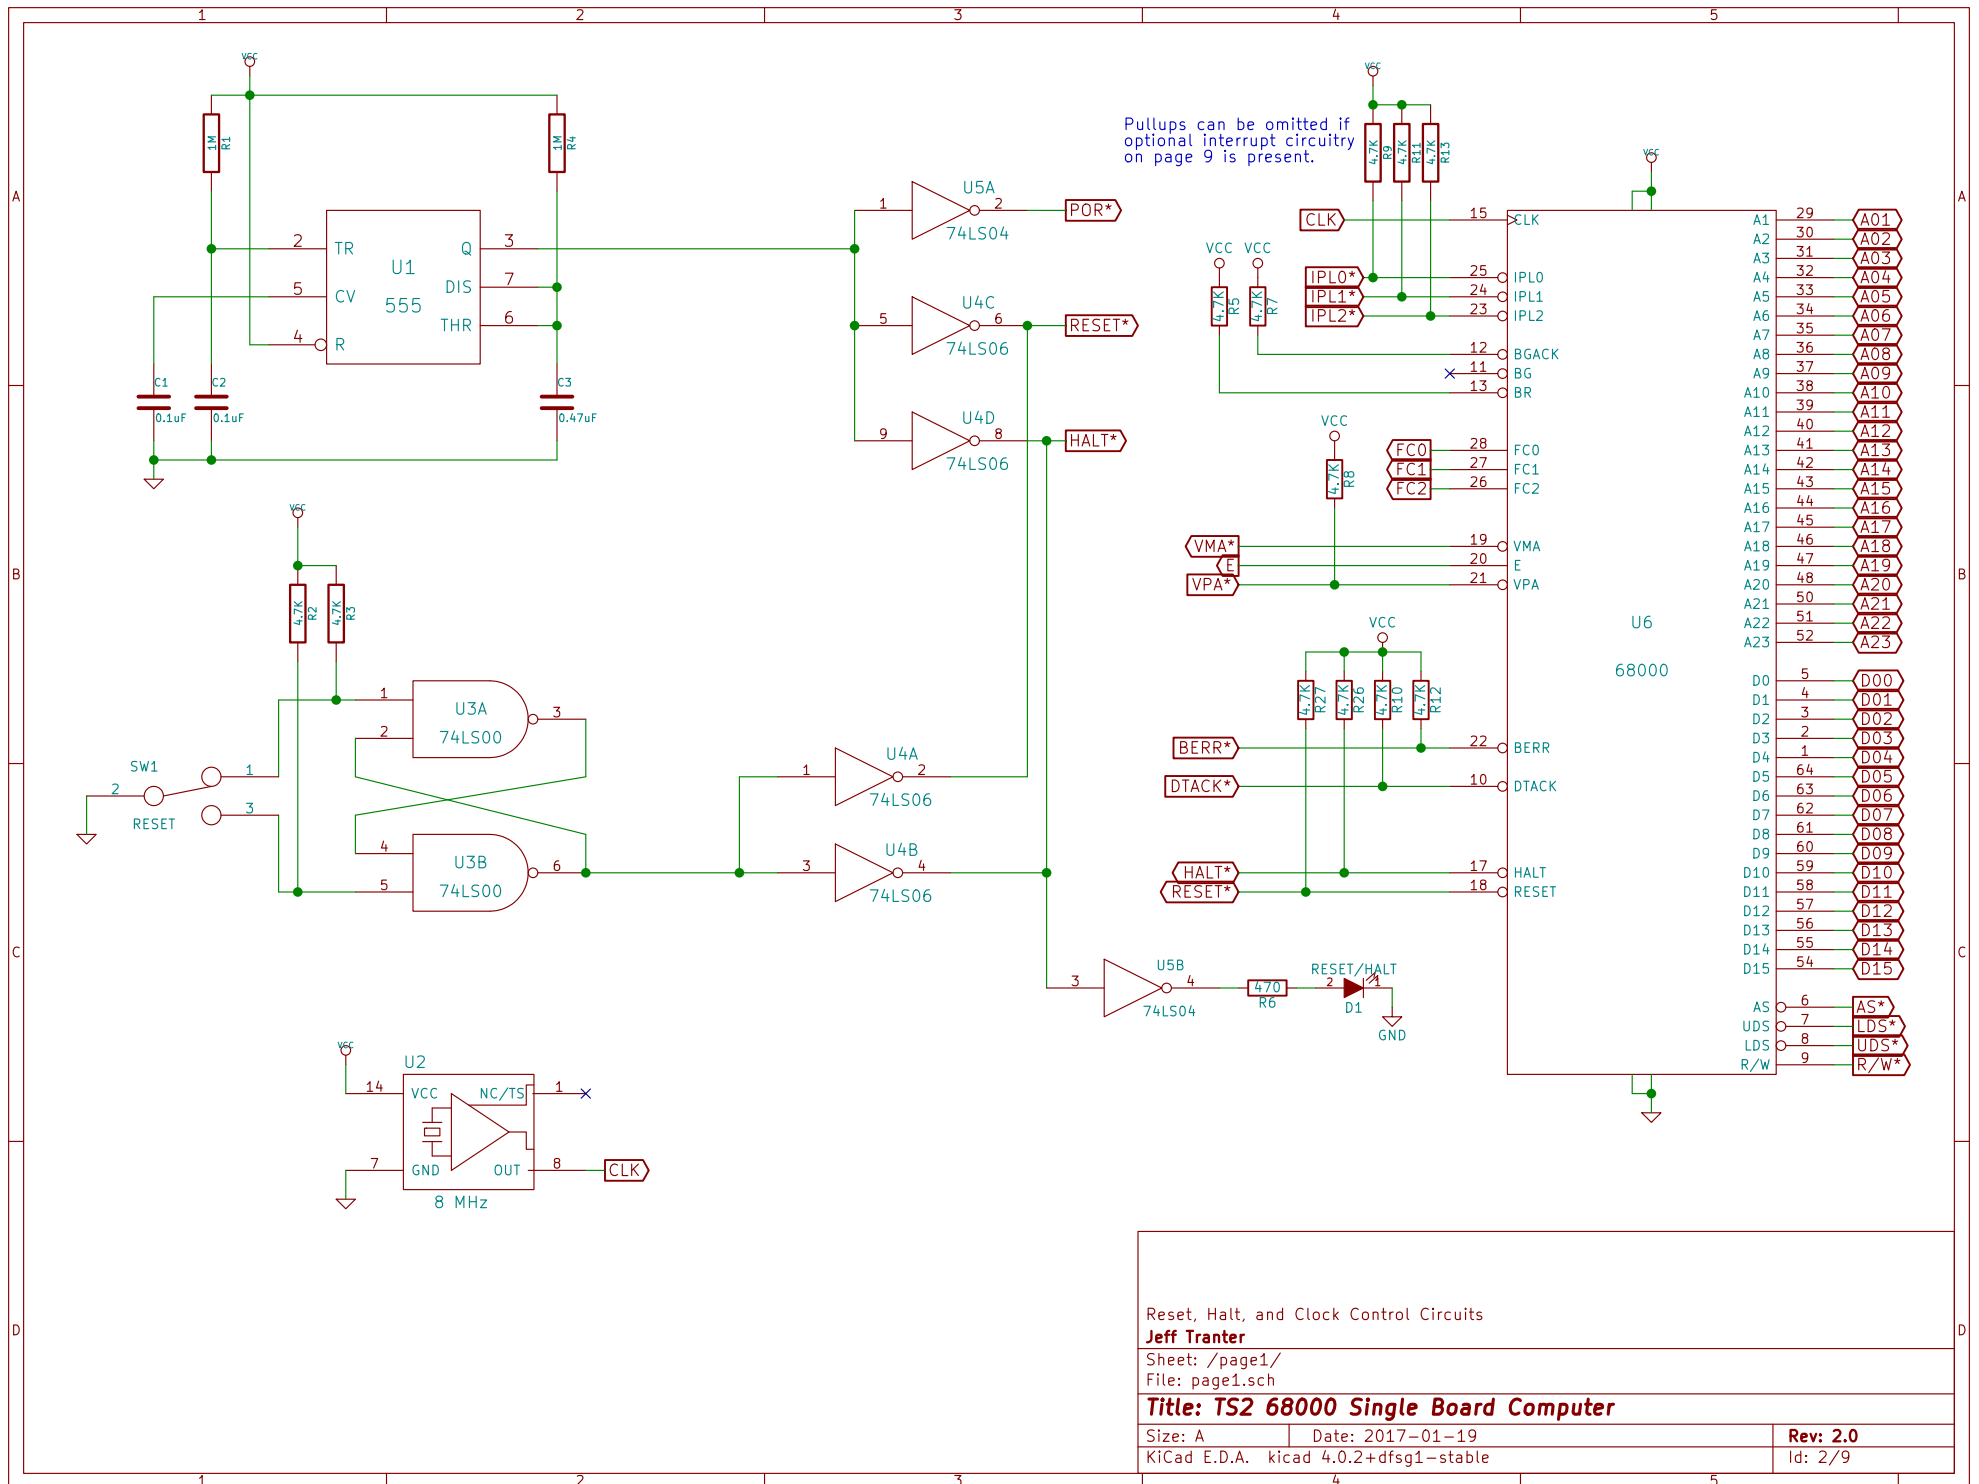 1 2 3 4 5
A
B
C
D
A
B
C
D
VCC
1M R1
1M R4
2 TR
5 CV
4 R
U1
555
Q 3
DIS 7
THR 6
C1
0.1uF
C2
0.1uF
C3
0.47uF
1 U5A 2
74LS04
POR*
5 U4C 6
74LS06
RESET*
9 U4D 8
74LS06
HALT*
VCC
4.7K R2
4.7K R3
SW1
2
1
3
RESET
1
2
U3A
74LS00
3
4
5
U3B
74LS00
6
1 U4A 2
74LS06
3 U4B 4
74LS06
3 U5B 4
74LS04
470
R6
RESET/HALT
2 1
D1
GND
VCC
U2
14 VCC
NC/TS 1
7 GND
OUT 8
8 MHz
CLK
Pullups can be omitted if
optional interrupt circuitry
on page 9 is present.
VCC
4.7K R9
4.7K R11
4.7K R13
VCC
CLK 15 CLK
VCC VCC
4.7K R5
4.7K R7
IPL0* 25 IPL0
IPL1* 24 IPL1
IPL2* 23 IPL2
12 BGACK
11 BG
13 BR
VCC
4.7K R8
FC0 28 FC0
FC1 27 FC1
FC2 26 FC2
VMA* 19 VMA
E 20 E
VPA* 21 VPA
VCC
4.7K R27
4.7K R26
4.7K R10
4.7K R12
BERR* 22 BERR
DTACK* 10 DTACK
HALT* 17 HALT
RESET* 18 RESET
U6
68000
A1 29 A01
A2 30 A02
A3 31 A03
A4 32 A04
A5 33 A05
A6 34 A06
A7 35 A07
A8 36 A08
A9 37 A09
A10 38 A10
A11 39 A11
A12 40 A12
A13 41 A13
A14 42 A14
A15 43 A15
A16 44 A16
A17 45 A17
A18 46 A18
A19 47 A19
A20 48 A20
A21 50 A21
A22 51 A22
A23 52 A23
D0 5 D00
D1 4 D01
D2 3 D02
D3 2 D03
D4 1 D04
D5 64 D05
D6 63 D06
D7 62 D07
D8 61 D08
D9 60 D09
D10 59 D10
D11 58 D11
D12 57 D12
D13 56 D13
D14 55 D14
D15 54 D15
AS 6 AS*
UDS 7 LDS*
LDS 8 UDS*
R/W 9 R/W*
Reset, Halt, and Clock Control Circuits
Jeff Tranter
Sheet: /page1/
File: page1.sch
Title: TS2 68000 Single Board Computer
Size: A Date: 2017-01-19 Rev: 2.0
KiCad E.D.A. kicad 4.0.2+dfsg1-stable Id: 2/9
1 2 3 4 5